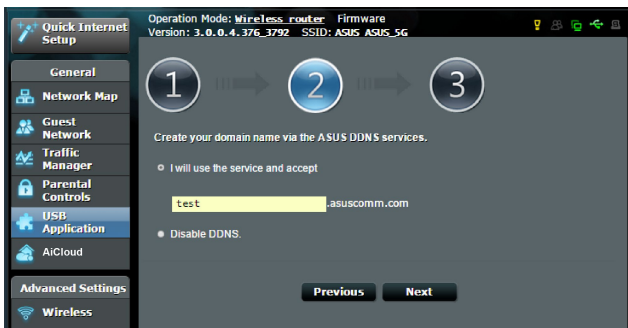 Quick Internet
Setup
Operation Mode: Wireless router Firmware
Version: 3.0.0.4.376_3792 SSID: ASUS ASUS_5G
General
Network Map
Guest
Network
Traffic
Manager
Parental
Controls
USB
Application
AiCloud
Advanced Settings
Wireless
1
2
3
Create your domain name via the ASUS DDNS services.
I will use the service and accept
test .asuscomm.com
Disable DDNS.
Previous Next